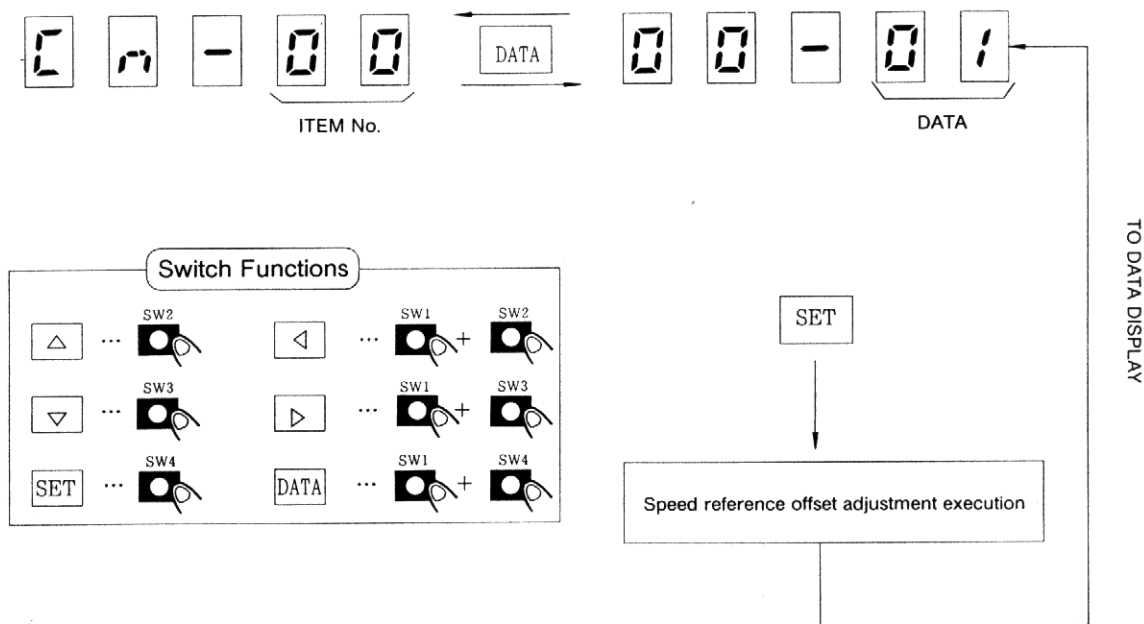 Cn-00
DATA
00-01
ITEM No.
DATA
TO DATA DISPLAY
Switch Functions
SW2
SW1
SW2
...
... +
SW3
SW1
SW3
...
... +
SW4
SW1
SW4
SET ...
DATA ... +
SET
Speed reference offset adjustment execution